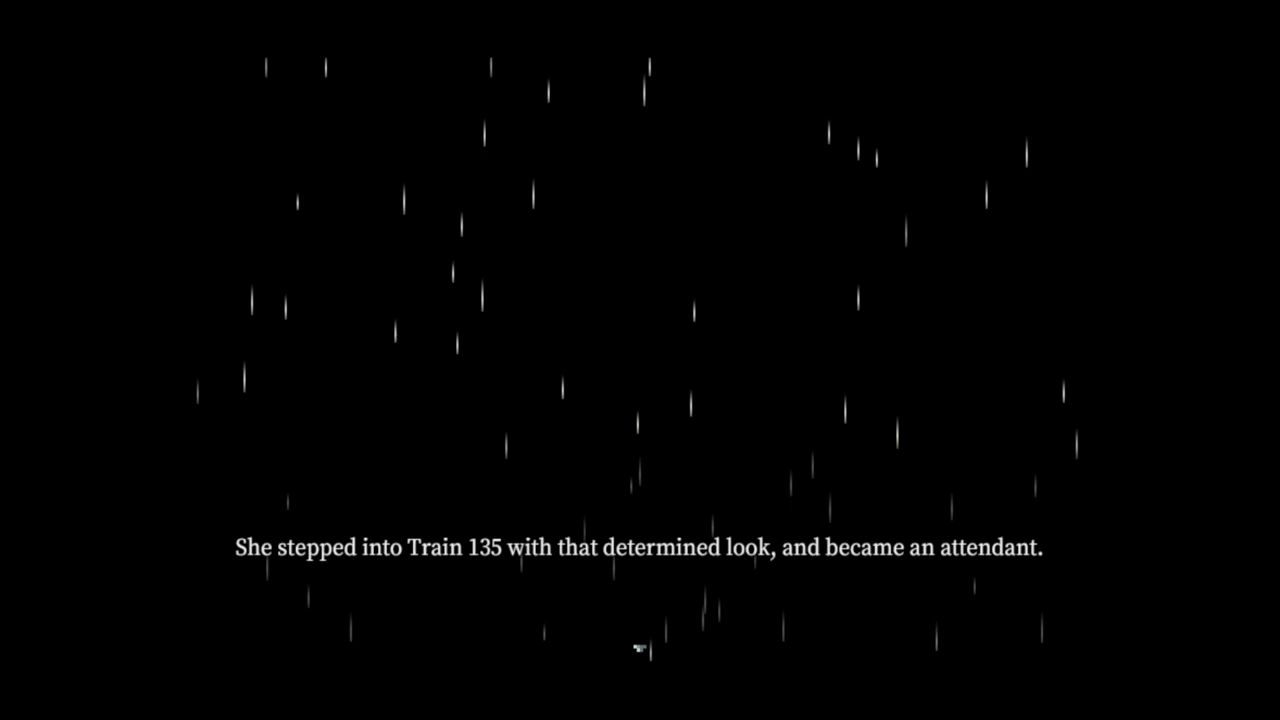 She stepped into Train 135 with that determined look, and became an attendant.